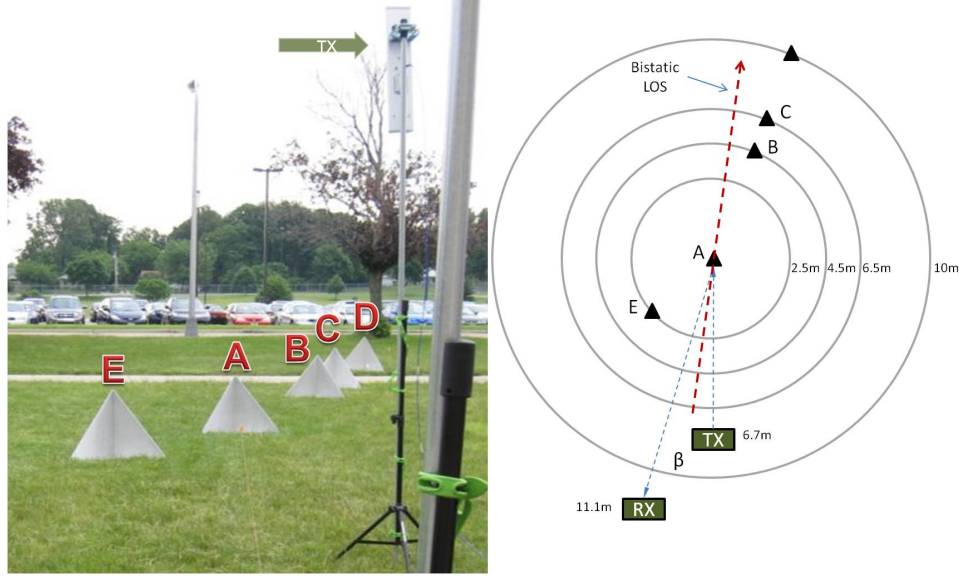 TX
E
A
B
C
D
Bistatic
LOS
C
B
A
2.5m
4.5m
6.5m
10m
E
TX
6.7m
β
11.1m
RX